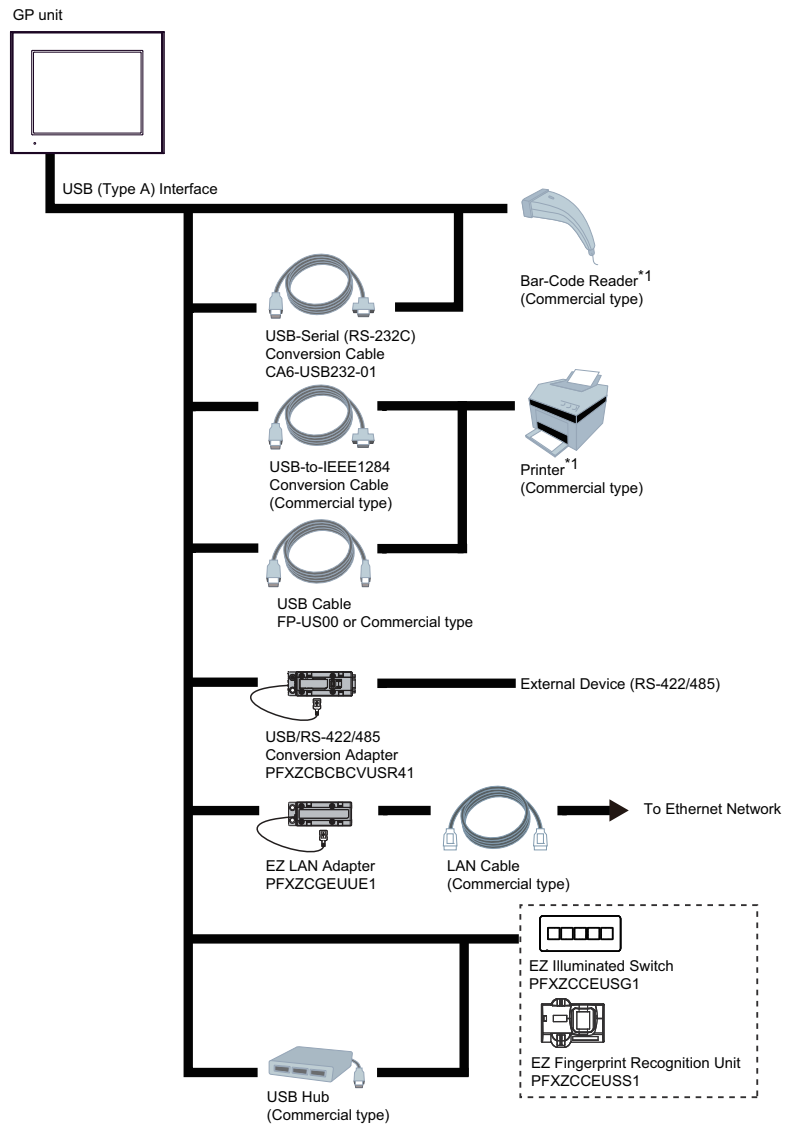 GP unit
USB (Type A) Interface
Bar-Code Reader*1
(Commercial type)
USB-Serial (RS-232C)
Conversion Cable
CA6-USB232-01
USB-to-IEEE1284
Conversion Cable
(Commercial type)
Printer*1
(Commercial type)
USB Cable
FP-US00 or Commercial type
External Device (RS-422/485)
USB/RS-422/485
Conversion Adapter
PFXZCBCBCVUSR41
To Ethernet Network
EZ LAN Adapter
PFXZCGEUUE1
LAN Cable
(Commercial type)
EZ Illuminated Switch
PFXZCCEUSG1
EZ Fingerprint Recognition Unit
PFXZCCEUSS1
USB Hub
(Commercial type)